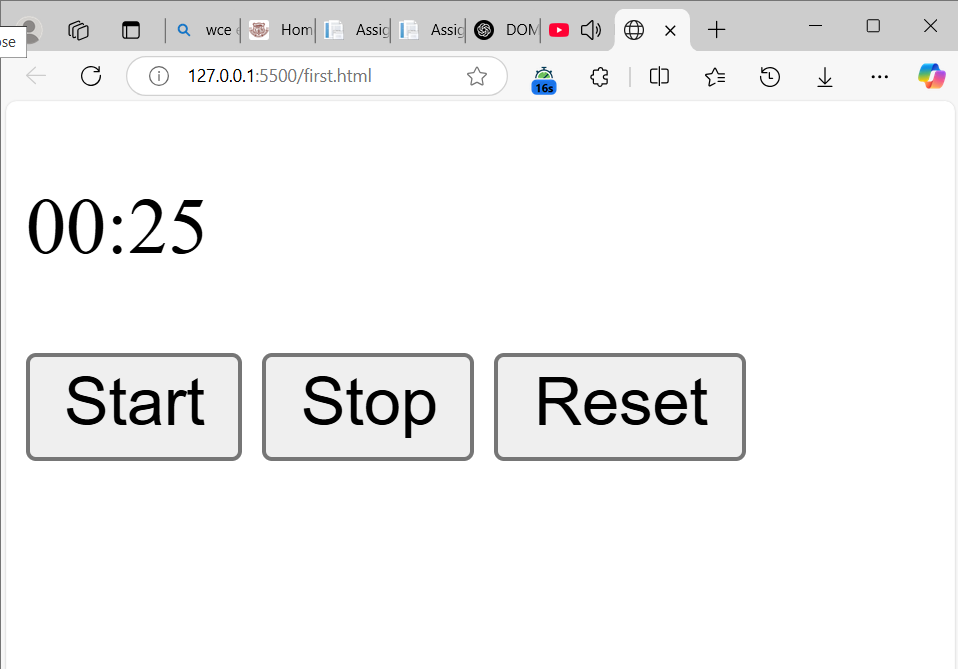 ose
wce
Hom
Assig
Assig
DOM
127.0.0.1:5500/first.html
16s
00:25
Start
Stop
Reset